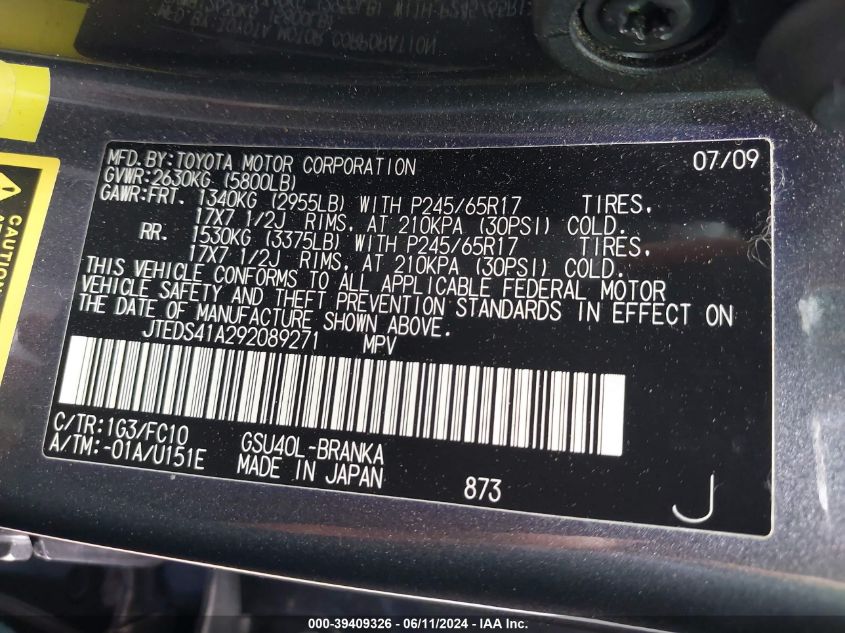 MFD.BY:TOYOTA MOTOR CORPORATION 07/09
GVWR:2630KG (5800LB)
GAWR:FRT. 1340KG (2955LB) WITH P245/65R17 TIRES,
17X7 1/2J RIMS, AT 210KPA (30PSI) COLD.
RR. 1530KG (3375LB) WITH P245/65R17 TIRES,
17X7 1/2J RIMS, AT 210KPA (30PSI) COLD.
THIS VEHICLE CONFORMS TO ALL APPLICABLE FEDERAL MOTOR
VEHICLE SAFETY AND THEFT PREVENTION STANDARDS IN EFFECT ON
THE DATE OF MANUFACTURE SHOWN ABOVE.
JTEDS41A292089271 MPV
C/TR:1G3/FC10 GSU40L-BRANKA
A/TM:-01A/U151E MADE IN JAPAN 873 J
CAUTION
000-39409326 - 06/11/2024 - IAA Inc.